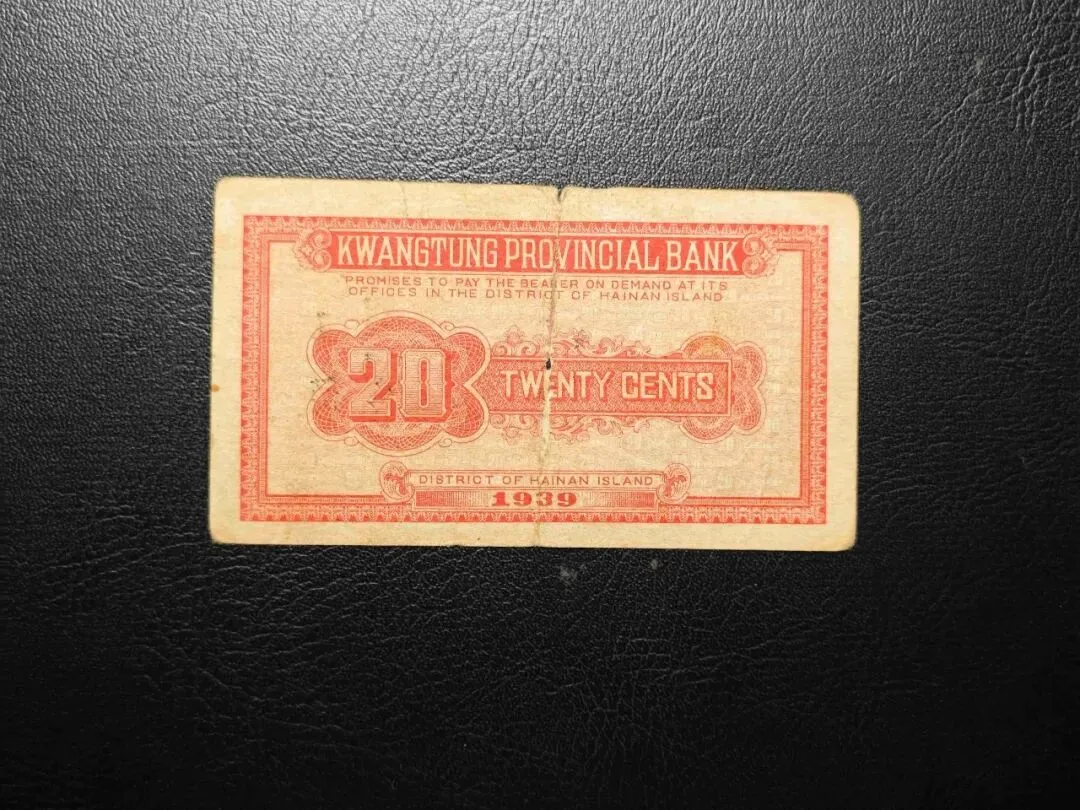 KWANGTUNG PROVINCIAL BANK
PROMISES TO PAY THE BEARER ON DEMAND AT ITS
OFFICES IN THE DISTRICT OF HAINAN ISLAND
20 TWENTY CENTS
DISTRICT OF HAINAN ISLAND
1939